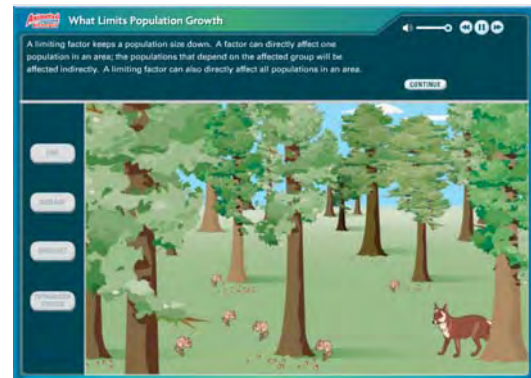 What Limits Population Growth
A limiting factor keeps a population size down. A factor can directly affect one
population in an area; the populations that depend on the affected group will be
affected indirectly. A limiting factor can also directly affect all populations in an area.
CONTINUE